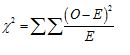 χ² = ∑∑ (O−E)² / E